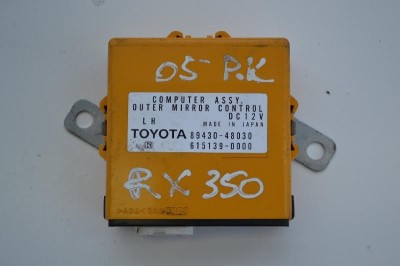 05 P.K
COMPUTER ASSY,
OUTER MIRROR CONTROL
DC12V
LH MADE IN JAPAN
TOYOTA 89430-48030
615139-0000
RX 350